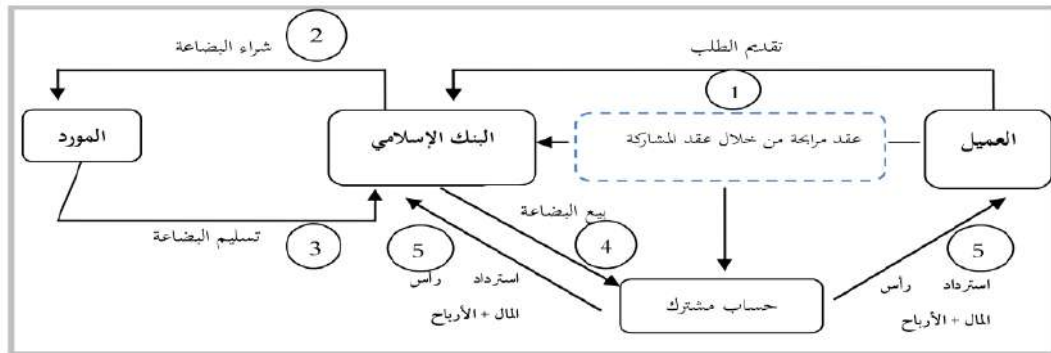 تقديم الطلب
1
2
شراء البضاعة
العميل
عقد مرابحة من خلال عقد المشاركة
البنك الإسلامي
المورد
بيع البضاعة
4
3
تسليم البضاعة
5
استرداد رأس
المال + الأرباح
حساب مشترك
5
استرداد رأس
المال + الأرباح